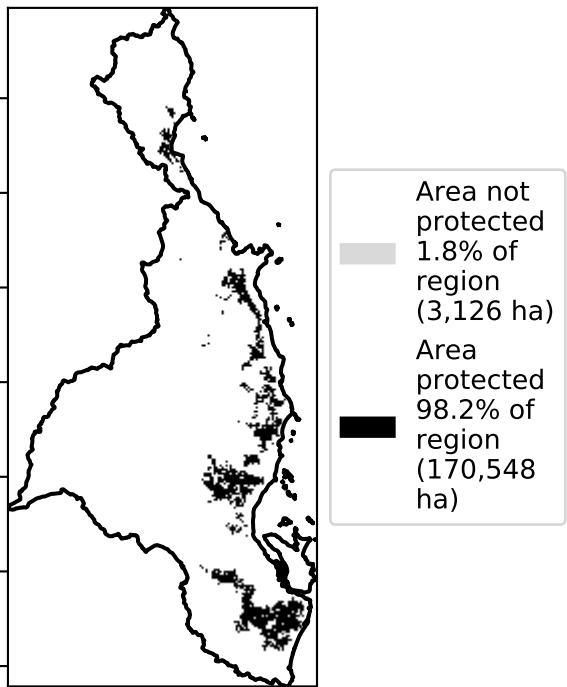 Area not
protected
1.8% of
region
(3,126 ha)
Area
protected
98.2% of
region
(170,548
ha)